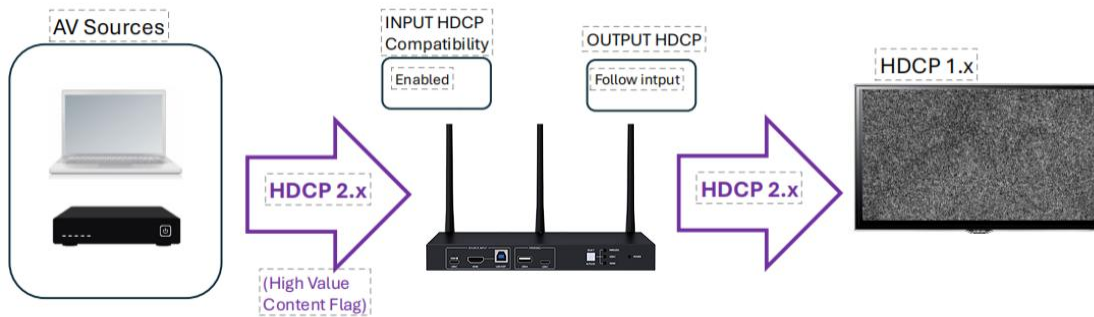 AV Sources
INPUT HDCP
Compatibility
OUTPUT HDCP
Enabled
Follow intput
HDCP 1.x
HDCP 2.x
HDCP 2.x
(High Value
Content Flag)